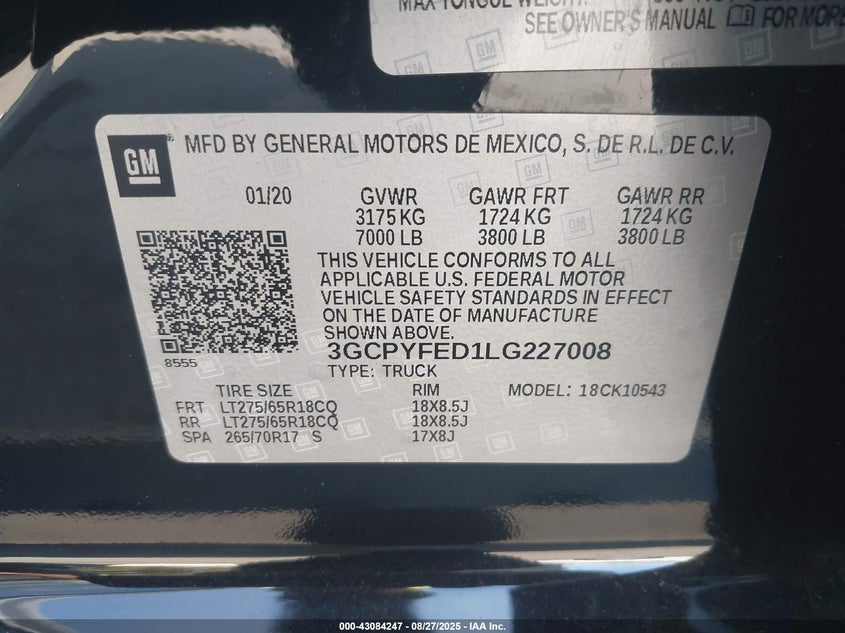 MAX TONGUE WEIGHT:
SEE OWNER'S MANUAL FOR MORE
GM
MFD BY GENERAL MOTORS DE MEXICO, S. DE R.L. DE C.V.
01/20 GVWR GAWR FRT GAWR RR
3175 KG 1724 KG 1724 KG
7000 LB 3800 LB 3800 LB
THIS VEHICLE CONFORMS TO ALL
APPLICABLE U.S. FEDERAL MOTOR
VEHICLE SAFETY STANDARDS IN EFFECT
ON THE DATE OF MANUFACTURE
SHOWN ABOVE.
8555
3GCPYFED1LG227008
TYPE: TRUCK
TIRE SIZE RIM MODEL: 18CK10543
FRT LT275/65R18CQ 18X8.5J
RR LT275/65R18CQ 18X8.5J
SPA 265/70R17 S 17X8J
000-43084247 - 08/27/2025 - IAA Inc.